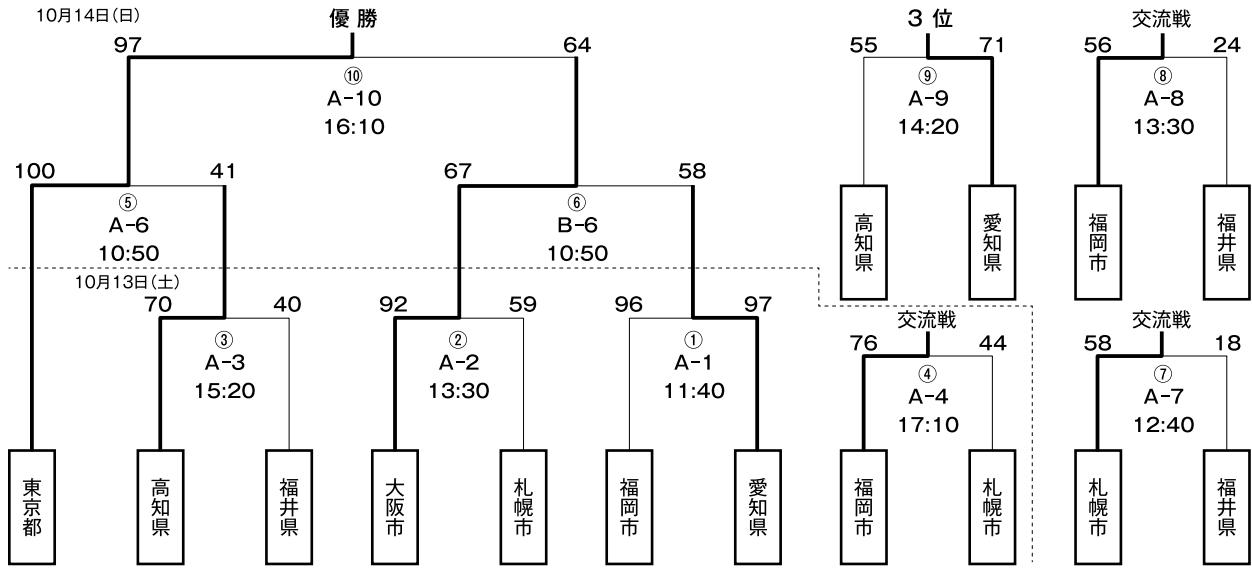 10月14日(日)
優 勝
97
64
⑩
A-10
16:10
100
41
⑤
A-6
10:50
67
58
⑥
B-6
10:50
10月13日(土)
70
40
③
A-3
15:20
92
59
②
A-2
13:30
96
97
①
A-1
11:40
東京都
高知県
福井県
大阪市
札幌市
福岡市
愛知県
3 位
55
71
⑨
A-9
14:20
高知県
愛知県
交流戦
56
24
⑧
A-8
13:30
福岡市
福井県
交流戦
76
44
④
A-4
17:10
福岡市
札幌市
交流戦
58
18
⑦
A-7
12:40
札幌市
福井県